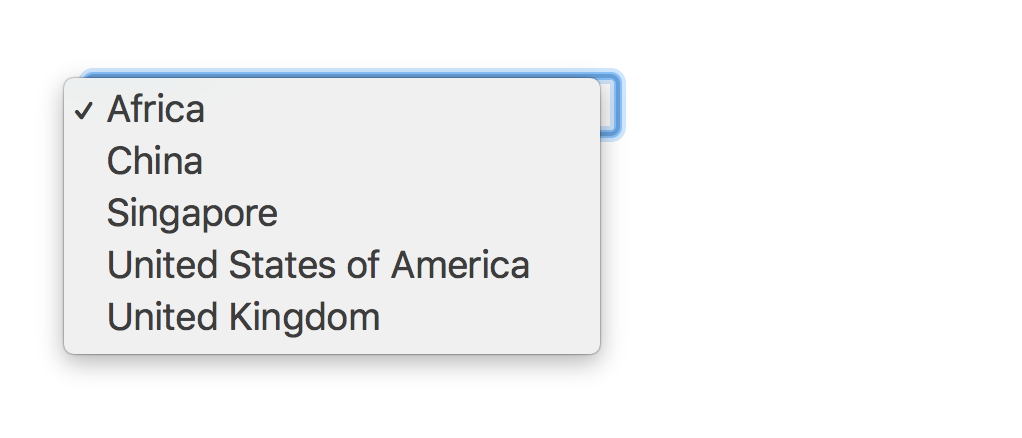 ✓ Africa
China
Singapore
United States of America
United Kingdom